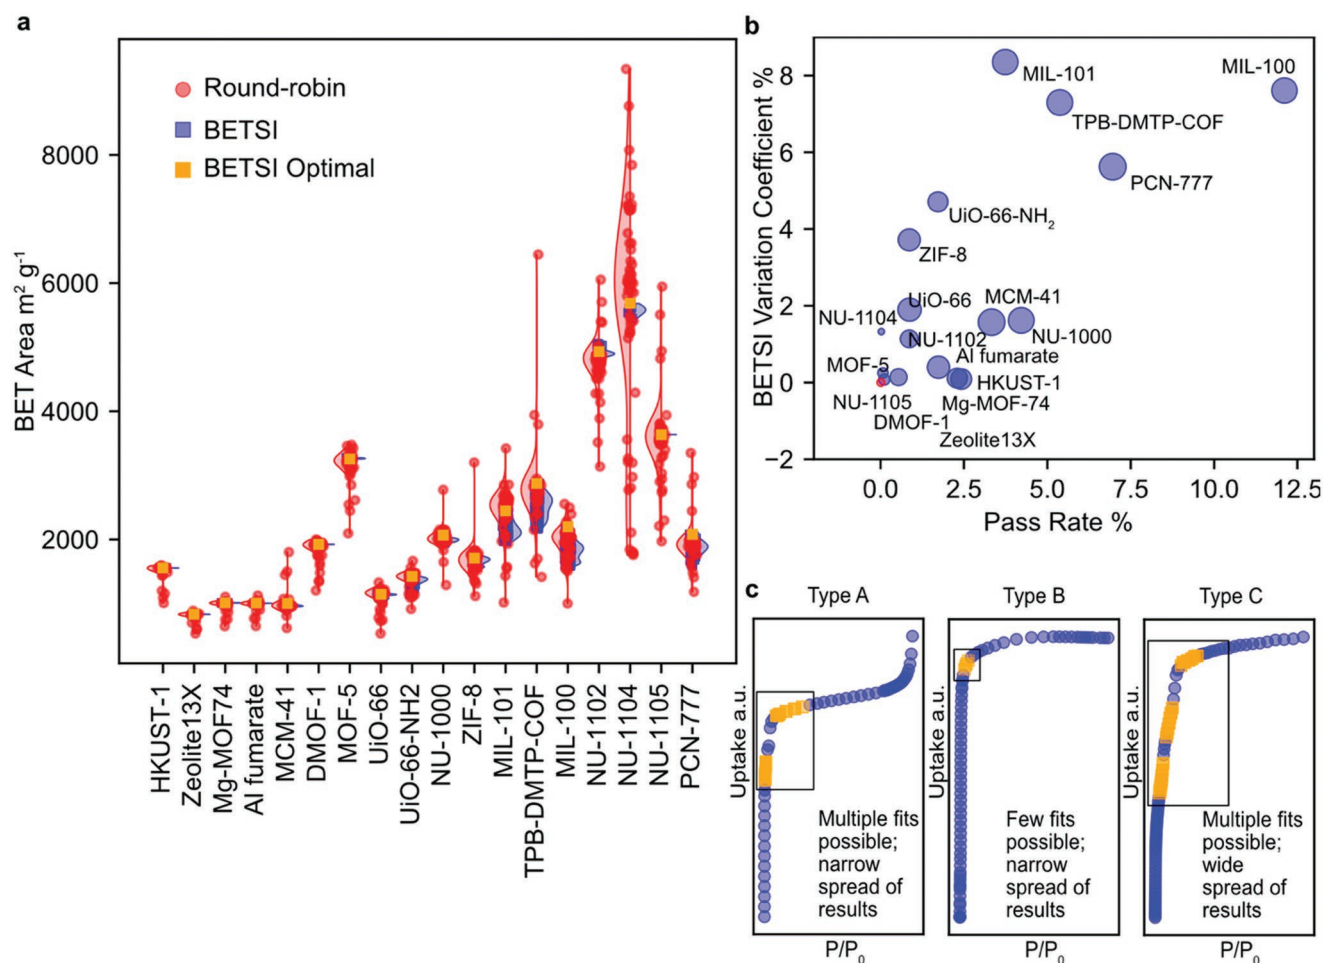 a
Round-robin
BETSI
BETSI Optimal
BET Area m² g⁻¹
8000
6000
4000
2000
HKUST-1
Zeolite13X
Mg-MOF74
Al fumarate
MCM-41
DMOF-1
MOF-5
UiO-66
UiO-66-NH2
NU-1000
ZIF-8
MIL-101
TPB-DMTP-COF
MIL-100
NU-1102
NU-1104
NU-1105
PCN-777
b
BETSI Variation Coefficient %
8
6
4
2
0
−2
MIL-101
MIL-100
TPB-DMTP-COF
PCN-777
UiO-66-NH₂
ZIF-8
UiO-66
MCM-41
NU-1104
NU-1102
NU-1000
MOF-5
Al fumarate
HKUST-1
NU-1105
Mg-MOF-74
DMOF-1
Zeolite13X
0.0 2.5 5.0 7.5 10.0 12.5
Pass Rate %
c
Type A
Uptake a.u.
Multiple fits
possible;
narrow
spread of
results
P/P₀
Type B
Uptake a.u.
Few fits
possible;
narrow
spread of
results
P/P₀
Type C
Uptake a.u.
Multiple fits
possible;
wide
spread of
results
P/P₀